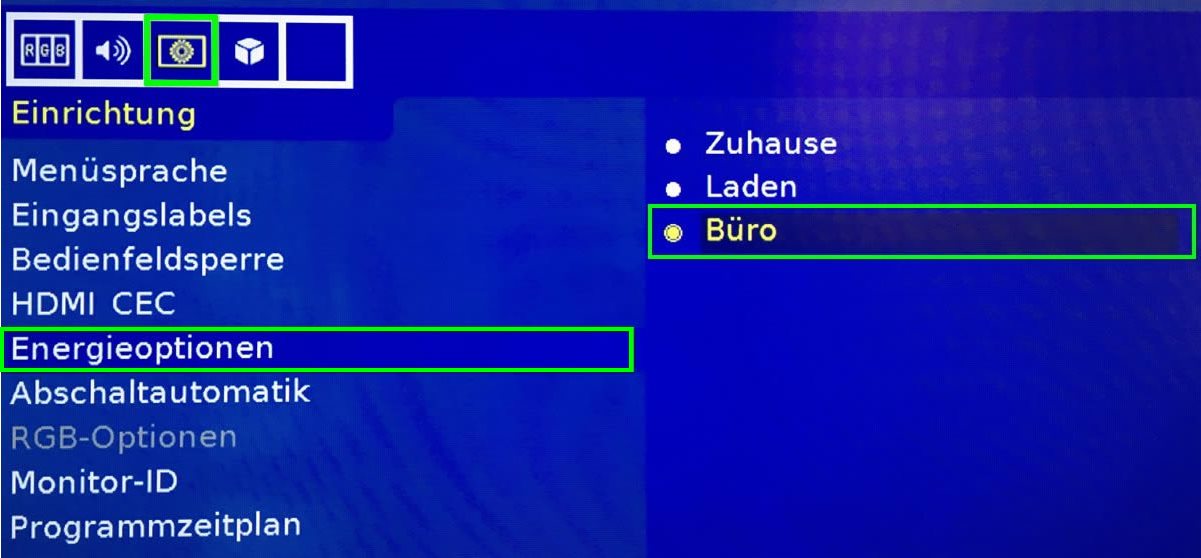 RGB
Einrichtung
Menüsprache
Eingangslabels
Bedienfeldsperre
HDMI CEC
Energieoptionen
Abschaltautomatik
RGB-Optionen
Monitor-ID
Programmzeitplan
Zuhause
Laden
Büro